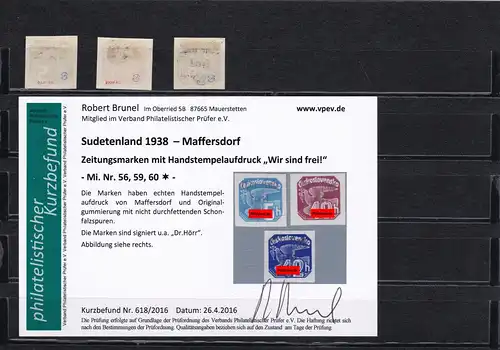 Robert Brunel Im Oberried 5B 87665 Mauerstetten www.vpev.de
Mitglied im Verband Philatelistischer Prüfer e.V.
Sudetenland 1938 – Maffersdorf
Zeitungsmarken mit Handstempelaufdruck „Wir sind frei!"
- Mi. Nr. 56, 59, 60 ✶ -
Die Marken haben echten Handstempel-
aufdruck von Maffersdorf und Original-
gummierung mit nicht durchfettenden Schon-
falzspuren.
Die Marken sind signiert u.a. „Dr.Hörr".
Abbildung siehe rechts.
Kurzbefund Nr. 618/2016 Datum: 26.4.2016
Die Prüfung erfolgte auf Grundlage der Prüfordnung des Verbands Philatelistischer Prüfer e.V. Die Haftung richtet sich
nach den Bestimmungen der Prüfordnung. Qualitätsangaben beziehen sich auf den Zustand am Tage der Prüfung
philatelistischer
Kurzbefund